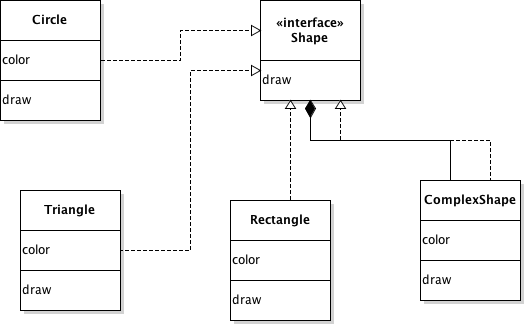 Circle
color
draw
«interface»
Shape
draw
Triangle
color
draw
Rectangle
color
draw
ComplexShape
color
draw